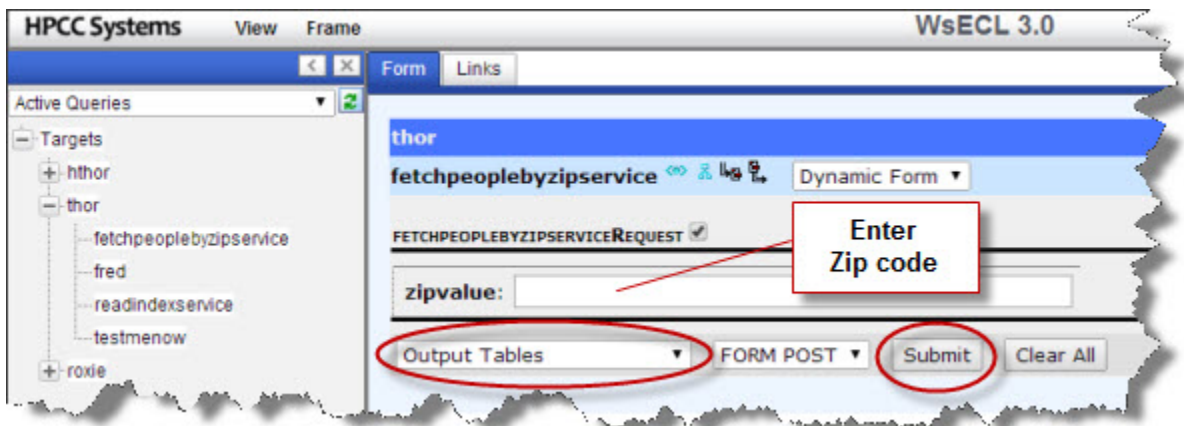 HPCC Systems View Frame WsECL 3.0
Form Links
Active Queries
Targets
hthor
thor
fetchpeoplebyzipservice
fred
readindexservice
testmenow
roxie
thor
fetchpeoplebyzipservice Dynamic Form
FETCHPEOPLEBYZIPSERVICEREQUEST
Enter
Zip code
zipvalue:
Output Tables FORM POST Submit Clear All